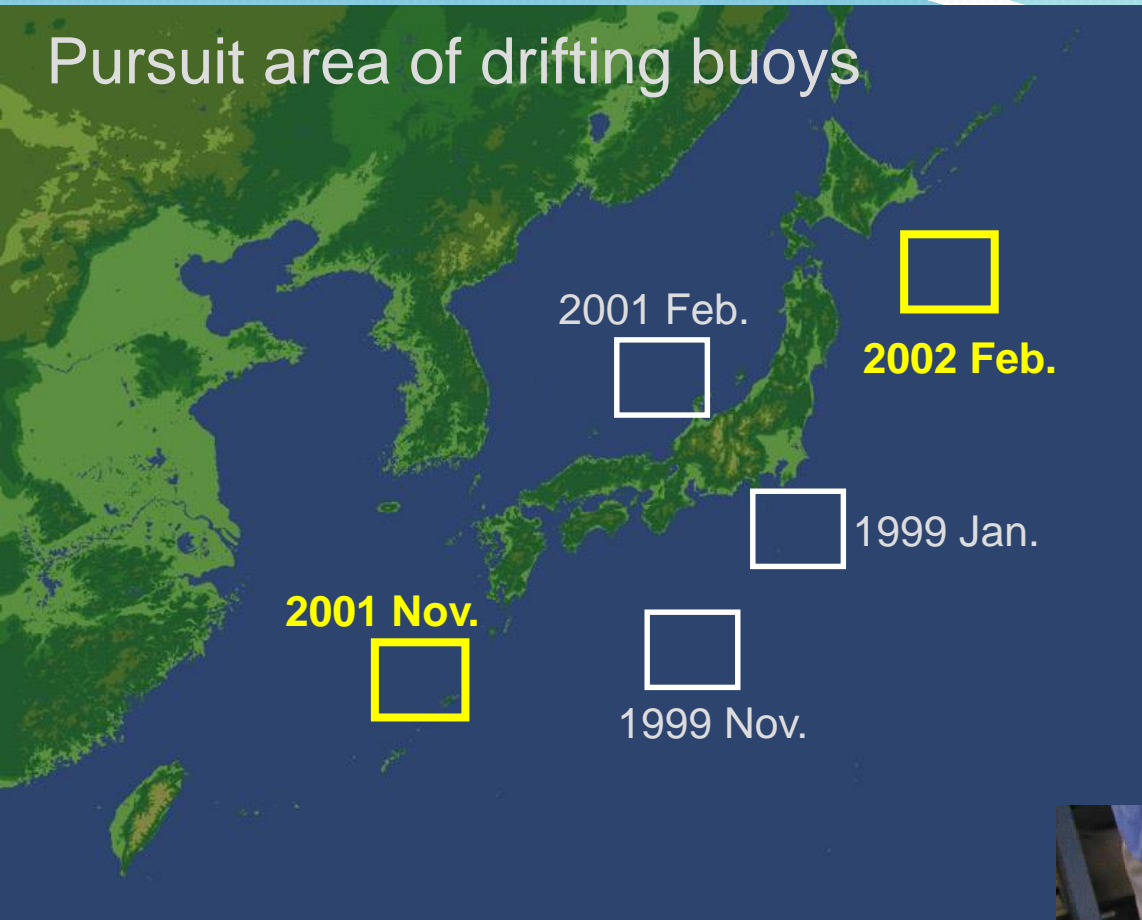 Pursuit area of drifting buoys
2001 Feb.
2002 Feb.
1999 Jan.
2001 Nov.
1999 Nov.